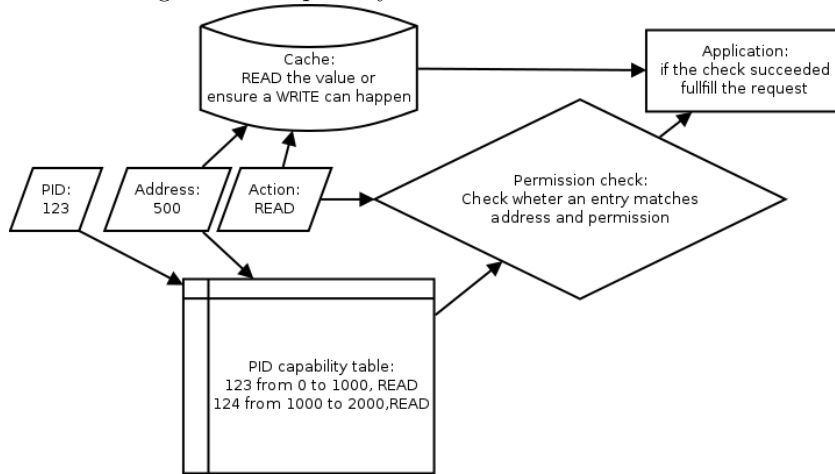 Cache:
READ the value or
ensure a WRITE can happen
Application:
if the check succeeded
fullfill the request
PID:
123
Address:
500
Action:
READ
Permission check:
Check wheter an entry matches
address and permission
PID capability table:
123 from 0 to 1000, READ
124 from 1000 to 2000,READ